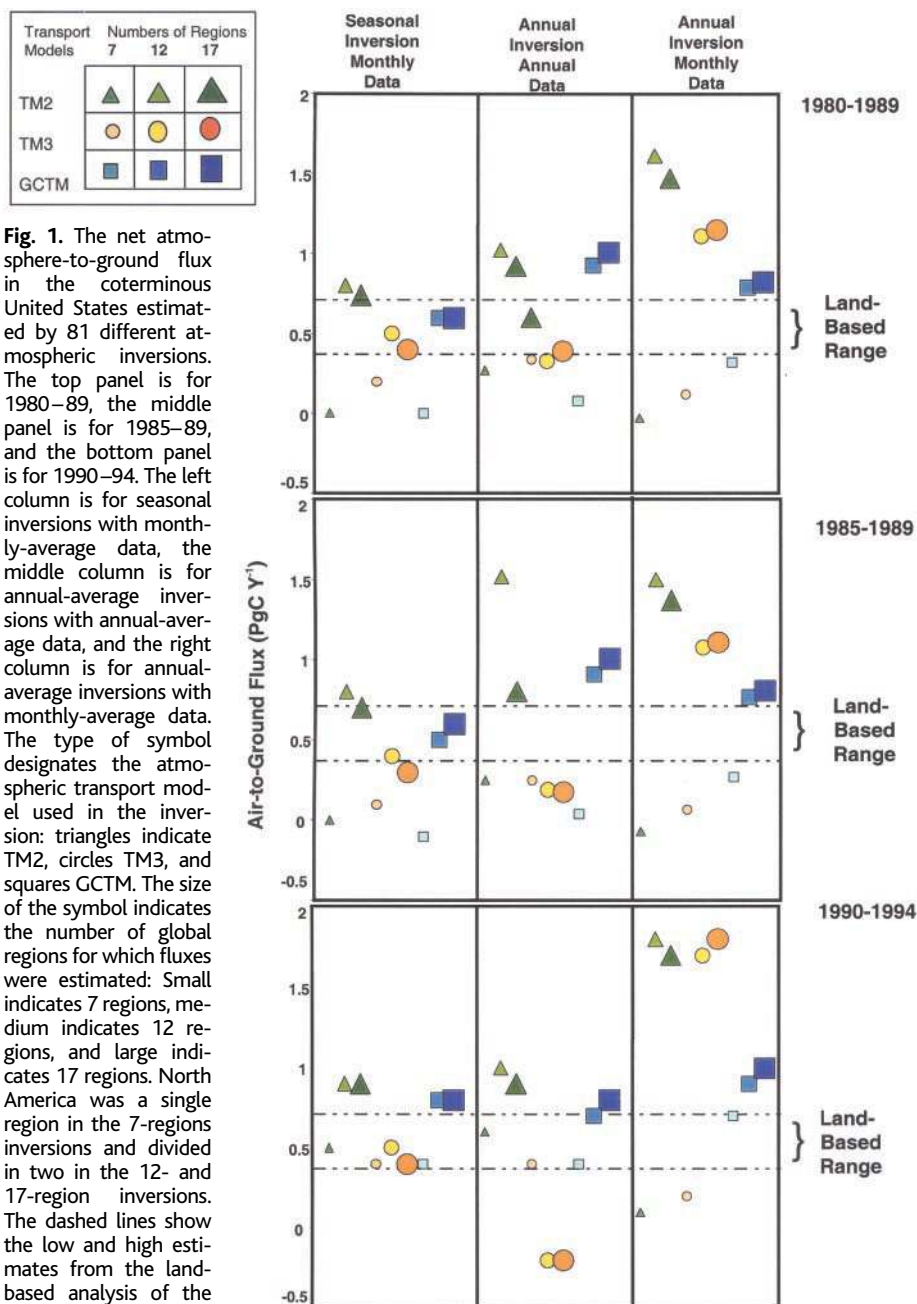 Transport Numbers of Regions
Models 7 12 17
TM2
TM3
GCTM
Fig. 1. The net atmo-
sphere-to-ground flux
in the coterminous
United States estimat-
ed by 81 different at-
mospheric inversions.
The top panel is for
1980–89, the middle
panel is for 1985–89,
and the bottom panel
is for 1990–94. The left
column is for seasonal
inversions with month-
ly-average data, the
middle column is for
annual-average inver-
sions with annual-aver-
age data, and the right
column is for annual-
average inversions with
monthly-average data.
The type of symbol
designates the atmo-
spheric transport mod-
el used in the inver-
sion: triangles indicate
TM2, circles TM3, and
squares GCTM. The size
of the symbol indicates
the number of global
regions for which fluxes
were estimated: Small
indicates 7 regions, me-
dium indicates 12 re-
gions, and large indi-
cates 17 regions. North
America was a single
region in the 7-regions
inversions and divided
in two in the 12- and
17-region inversions.
The dashed lines show
the low and high esti-
mates from the land-
based analysis of the
Seasonal
Inversion
Monthly
Data
Annual
Inversion
Annual
Data
Annual
Inversion
Monthly
Data
Air-to-Ground Flux (PgC Y⁻¹)
2
1.5
1
0.5
0
-0.5
1980-1989
Land-
Based
Range
2
1.5
1
0.5
0
-0.5
1985-1989
Land-
Based
Range
2
1.5
1
0.5
0
-0.5
1990-1994
Land-
Based
Range